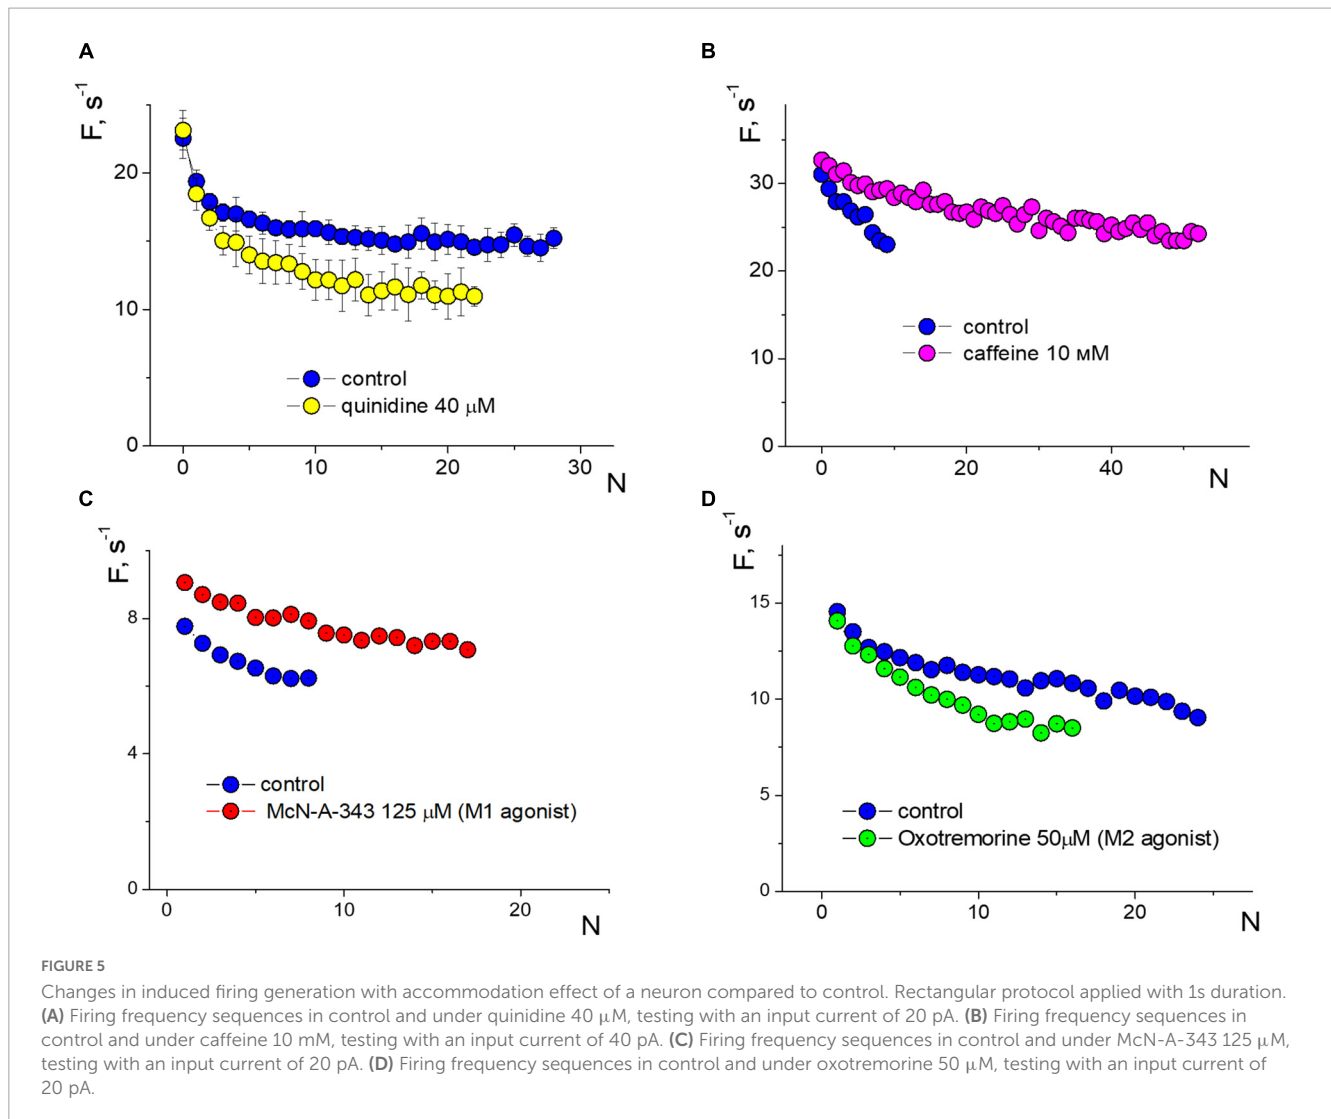 A
F, s-1
20
10
0
0
10
20
30
N
control
quinidine 40 μM
B
F, s-1
30
20
10
0
0
20
40
N
control
caffeine 10 мМ
C
F, s-1
8
4
0
0
10
20
N
control
McN-A-343 125 μM (M1 agonist)
D
F, s-1
15
10
5
0
0
10
20
N
control
Oxotremorine 50μM (M2 agonist)
FIGURE 5
Changes in induced firing generation with accommodation effect of a neuron compared to control. Rectangular protocol applied with 1s duration.
(A) Firing frequency sequences in control and under quinidine 40 μM, testing with an input current of 20 pA. (B) Firing frequency sequences in
control and under caffeine 10 mM, testing with an input current of 40 pA. (C) Firing frequency sequences in control and under McN-A-343 125 μM,
testing with an input current of 20 pA. (D) Firing frequency sequences in control and under oxotremorine 50 μM, testing with an input current of
20 pA.